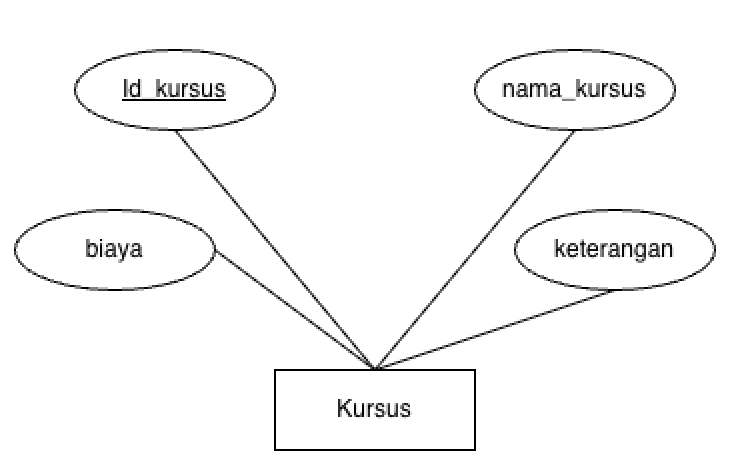 Id_kursus
nama_kursus
biaya
keterangan
Kursus